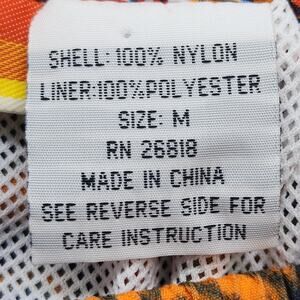 SHELL: 100% NYLON
LINER:100%POLYESTER
SIZE: M
RN 26818
MADE IN CHINA
SEE REVERSE SIDE FOR
CARE INSTRUCTION